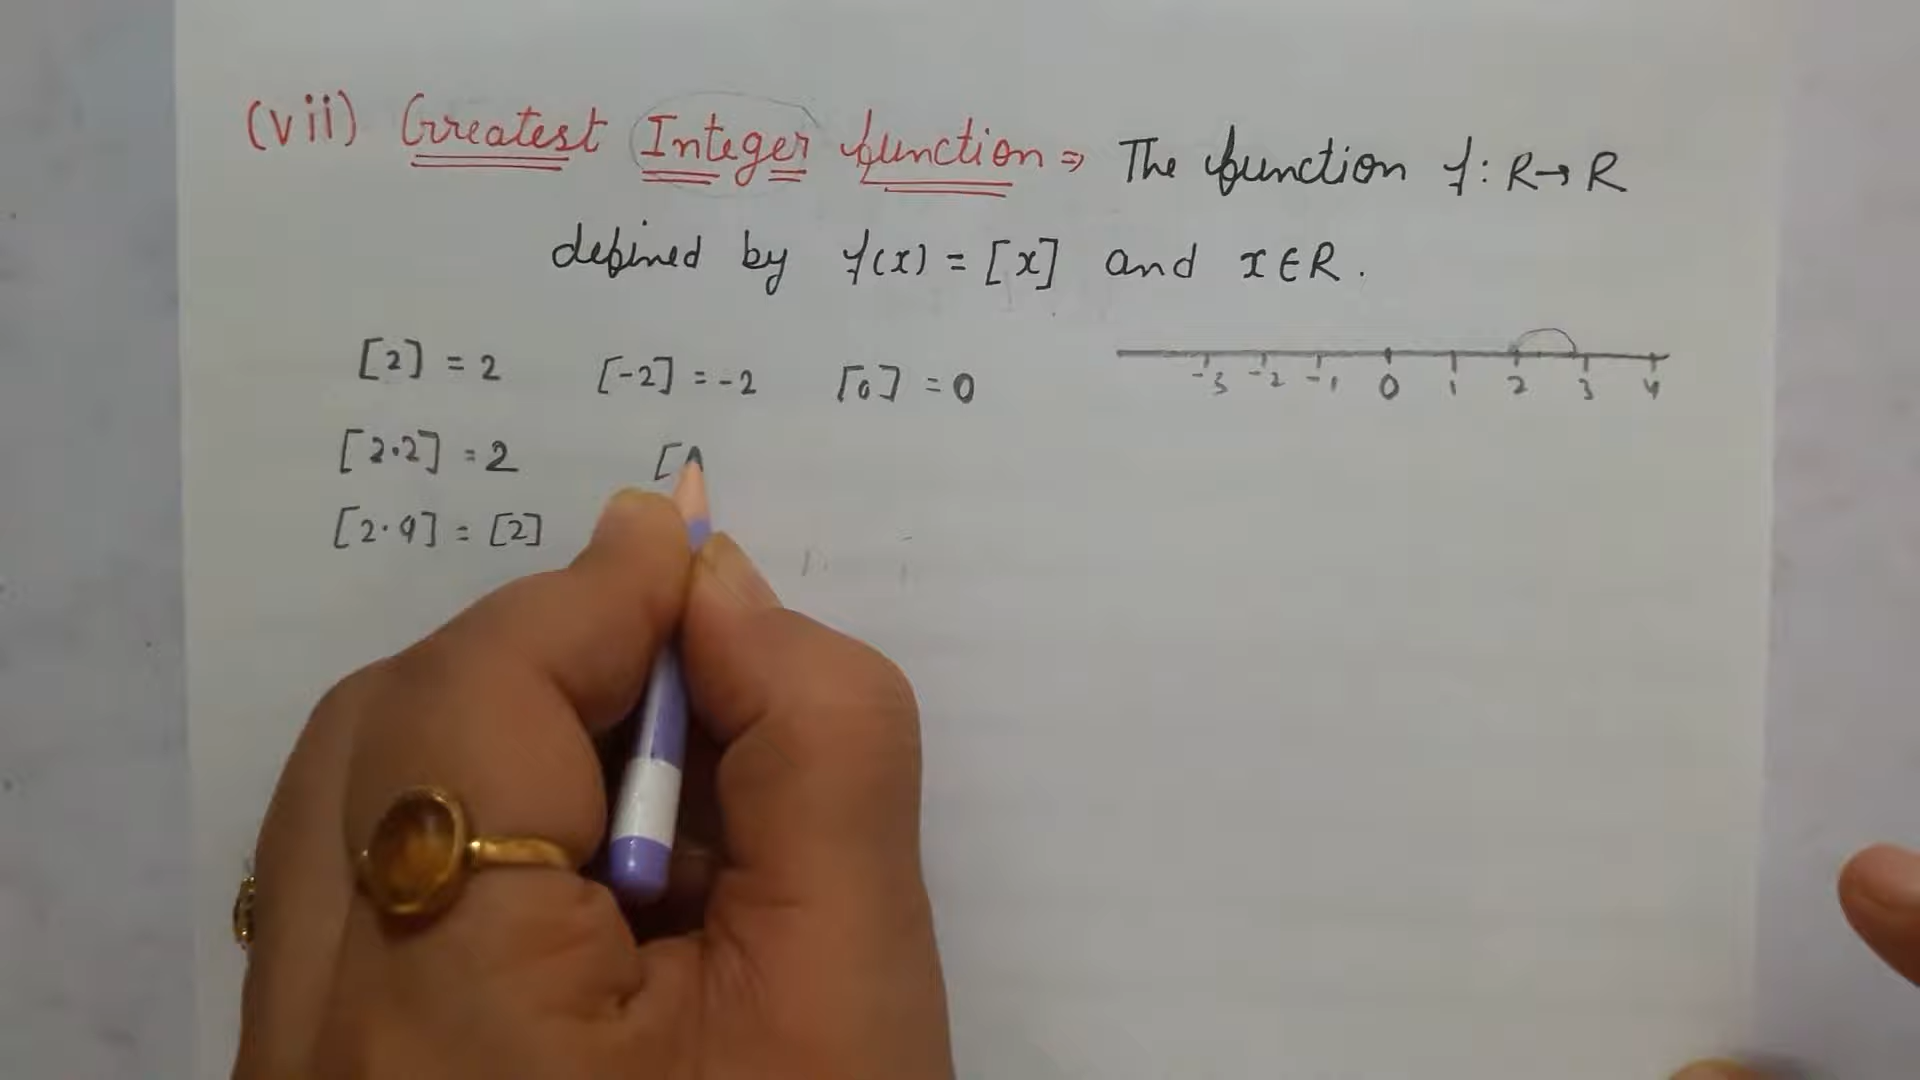 (vii) Greatest Integer function ⇒ The function f: R→R
defined by f(x) = [x] and x∈R.
[2] = 2 [-2] = -2 [0] = 0
-3 -2 -1 0 1 2 3 4
[2.2] = 2 [
[2.9] = [2]